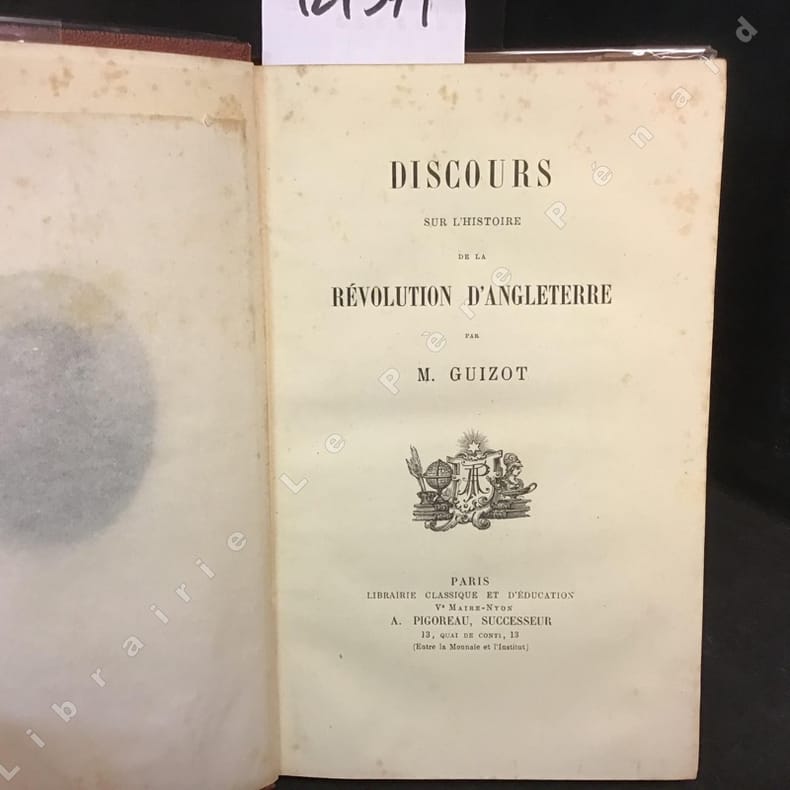 DISCOURS
SUR L'HISTOIRE
DE LA
RÉVOLUTION D'ANGLETERRE
PAR
M. GUIZOT
PARIS
LIBRAIRIE CLASSIQUE ET D'ÉDUCATION
Vᵉ MAIRE-NYON
A. PIGOREAU, SUCCESSEUR
13, QUAI DE CONTI, 13
(Entre la Monnaie et l'Institut)
Librairie Le Père Pénard